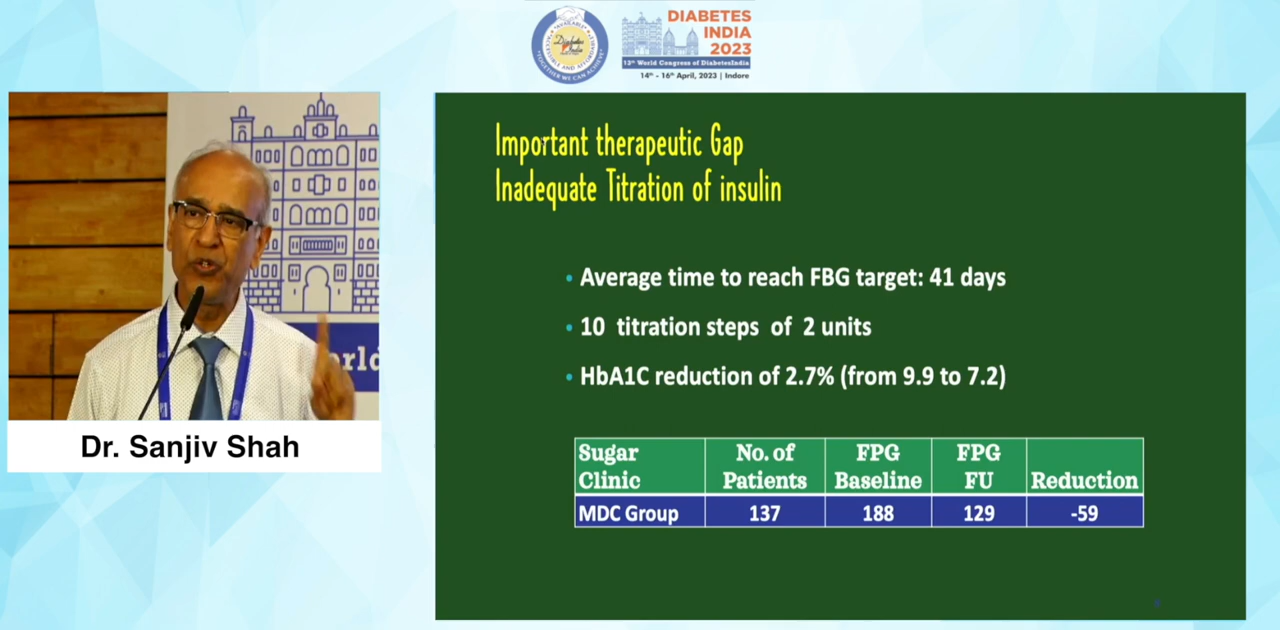 DIABETES
INDIA
2023
13th World Congress of DiabetesIndia
14th - 16th April, 2023 | Indore
Important therapeutic Gap
Inadequate Titration of insulin
• Average time to reach FBG target: 41 days
• 10 titration steps of 2 units
• HbA1C reduction of 2.7% (from 9.9 to 7.2)
Sugar Clinic No. of Patients FPG Baseline FPG FU Reduction
MDC Group 137 188 129 -59
orld
Dr. Sanjiv Shah